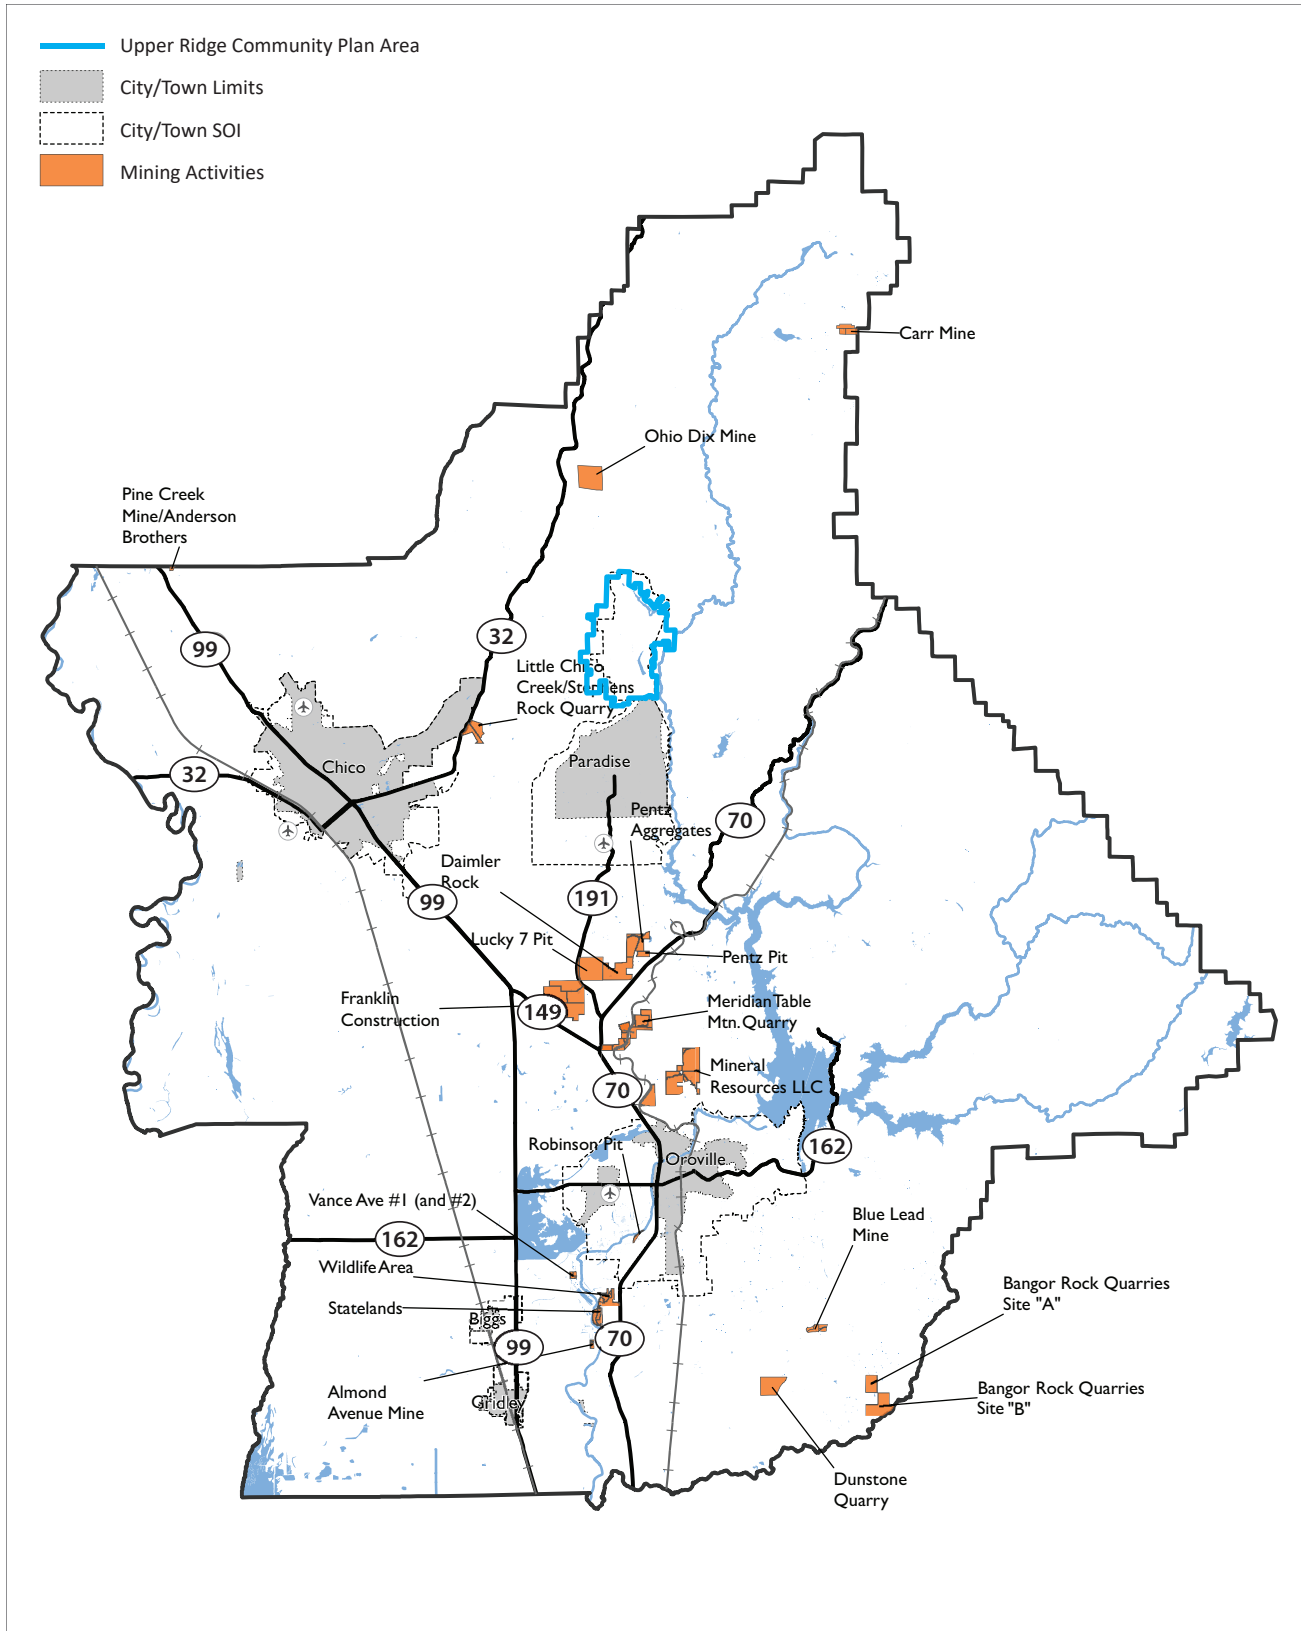 Upper Ridge Community Plan Area
City/Town Limits
City/Town SOI
Mining Activities
Carr Mine
Ohio Dix Mine
Pine Creek
Mine/Anderson
Brothers
99
32
Little Chico
Creek/Stephens
Rock Quarry
Chico
32
Paradise
Pentz
Aggregates
70
Daimler
Rock
99
191
Lucky 7 Pit
Pentz Pit
Franklin
Construction
149
Meridian Table
Mtn. Quarry
Mineral
Resources LLC
70
Robinson Pit
Oroville
162
Vance Ave #1 (and #2)
162
Blue Lead
Mine
Wildlife Area
Statelands
Biggs
99
70
Bangor Rock Quarries
Site "A"
Almond
Avenue Mine
Gridley
Bangor Rock Quarries
Site "B"
Dunstone
Quarry